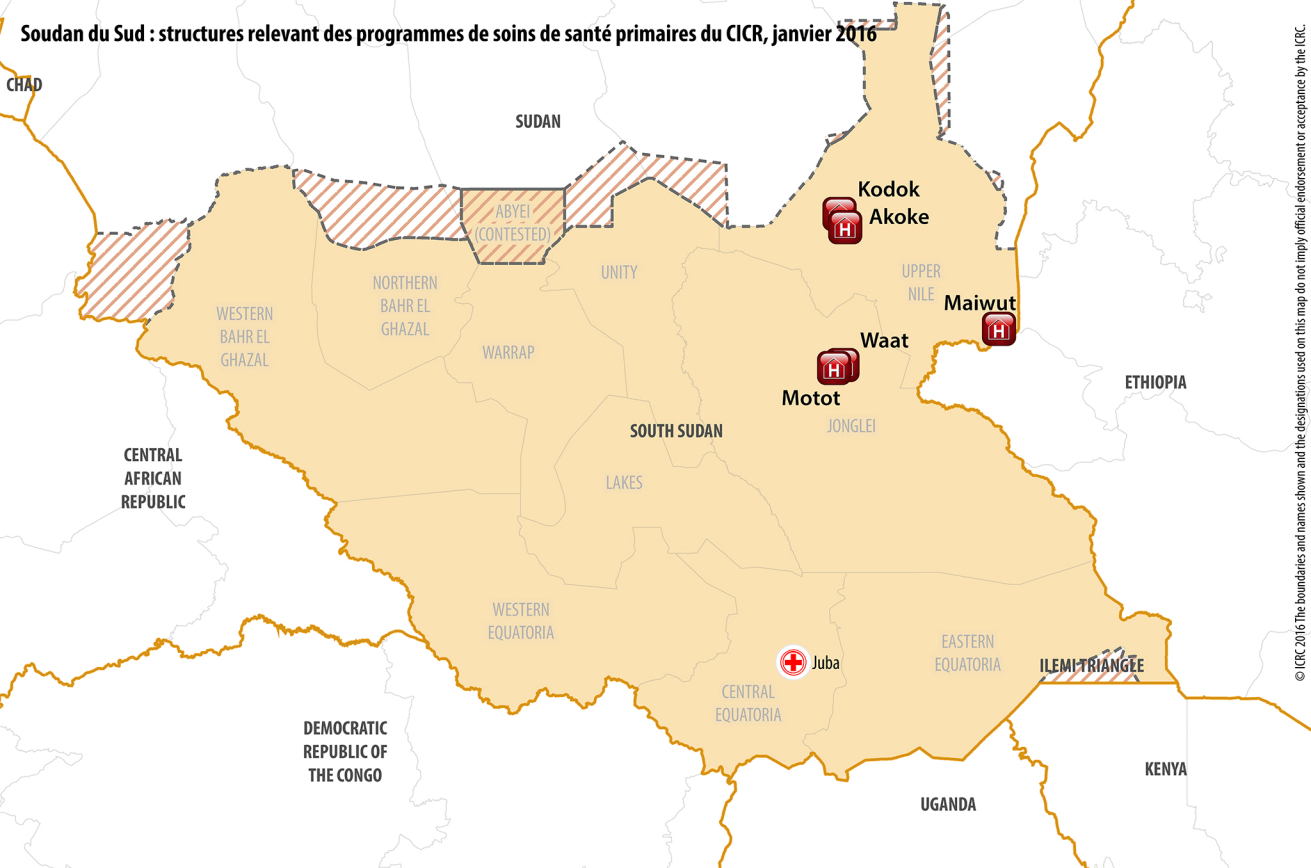 Soudan du Sud : structures relevant des programmes de soins de santé primaires du CICR, janvier 2016
CHAD
SUDAN
Kodok
Akoke
H
ABYEI
(CONTESTED)
UNITY
UPPER
NILE
NORTHERN
BAHR EL
GHAZAL
Maiwut
H
WESTERN
BAHR EL
GHAZAL
WARRAP
Waat
H
Motot
ETHIOPIA
JONGLEI
SOUTH SUDAN
CENTRAL
AFRICAN
REPUBLIC
LAKES
WESTERN
EQUATORIA
EASTERN
EQUATORIA
Juba
ILEMI TRIANGLE
CENTRAL
EQUATORIA
DEMOCRATIC
REPUBLIC OF
THE CONGO
KENYA
UGANDA
© ICRC 2016 The boundaries and names shown and the designations used on this map do not imply official endorsement or acceptance by the ICRC.